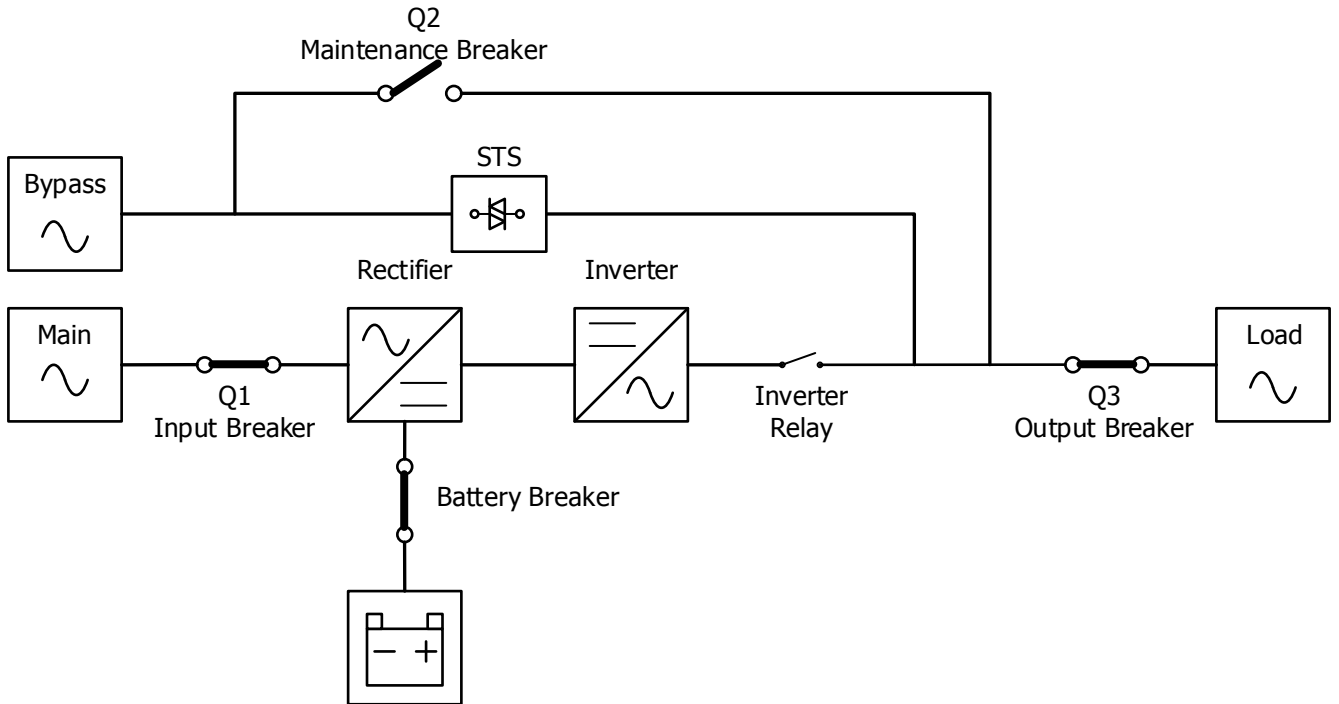 Q2
Maintenance Breaker
STS
Bypass
Rectifier
Inverter
Main
Load
Q1
Input Breaker
Inverter
Relay
Q3
Output Breaker
Battery Breaker